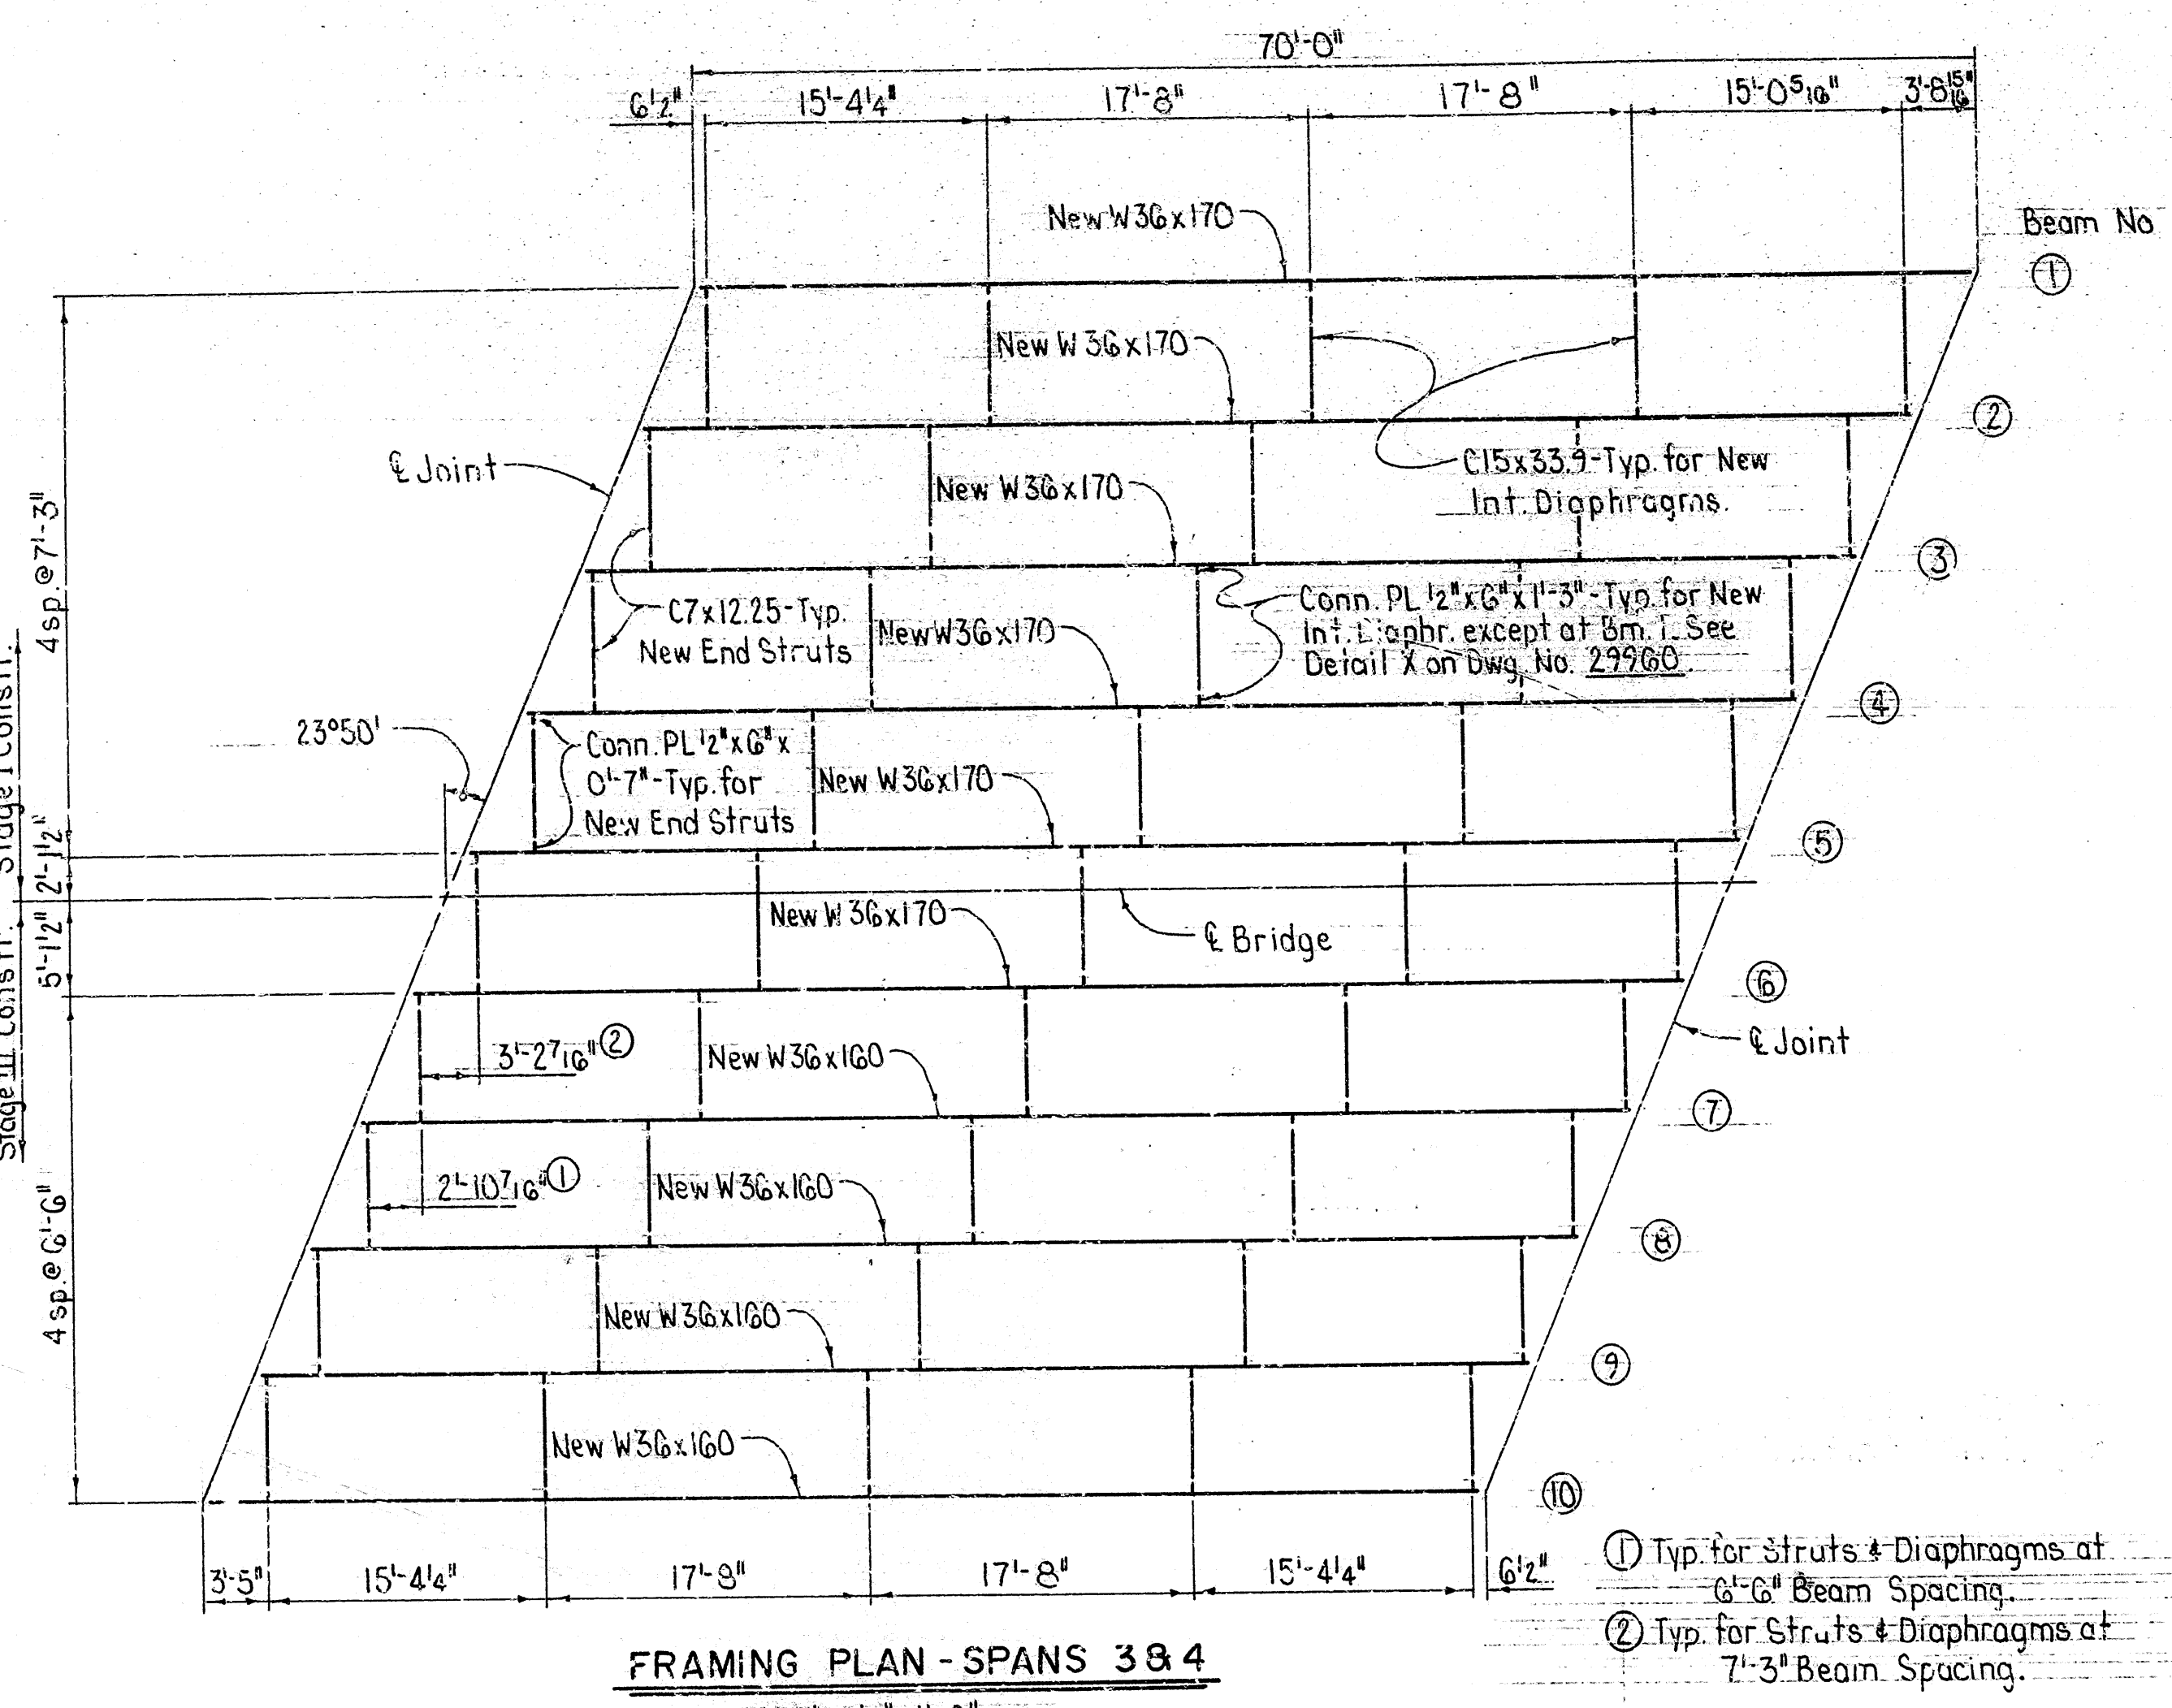 70'-0"
6½" 15'-4¼" 17'-8" 17'-8" 15'-0 5/16" 3'-8 15/16"
New W36x170
Beam No
①
New W36x170
②
℄ Joint
C15x33.9-Typ. for New
Int. Diaphragms.
New W36x170
4 sp. @ 7'-3"
③
C7x12.25-Typ.
New End Struts
New W36x170
Conn. PL ½"x6"x1'-3"-Typ. for New
Int. Diaphr. except at Bm. 1. See
Detail X on Dwg. No. 29960.
④
23°50'
Conn. PL ½"x6"x
0'-7"-Typ. for
New End Struts
New W36x170
⑤
Stage I Constr.
2'-1½"
5'-1½"
New W36x170
℄ Bridge
⑥
Stage III Constr.
3'-2 7/16" ②
New W36x160
℄ Joint
⑦
2'-10 7/16" ①
New W36x160
4 sp. @ 6'-6"
⑧
New W36x160
⑨
New W36x160
⑩
3'-5" 15'-4¼" 17'-8" 17'-8" 15'-4¼" 6½"
① Typ. for Struts & Diaphragms at
6'-6" Beam Spacing.
② Typ. for Struts & Diaphragms at
7'-3" Beam Spacing.
FRAMING PLAN - SPANS 3 & 4